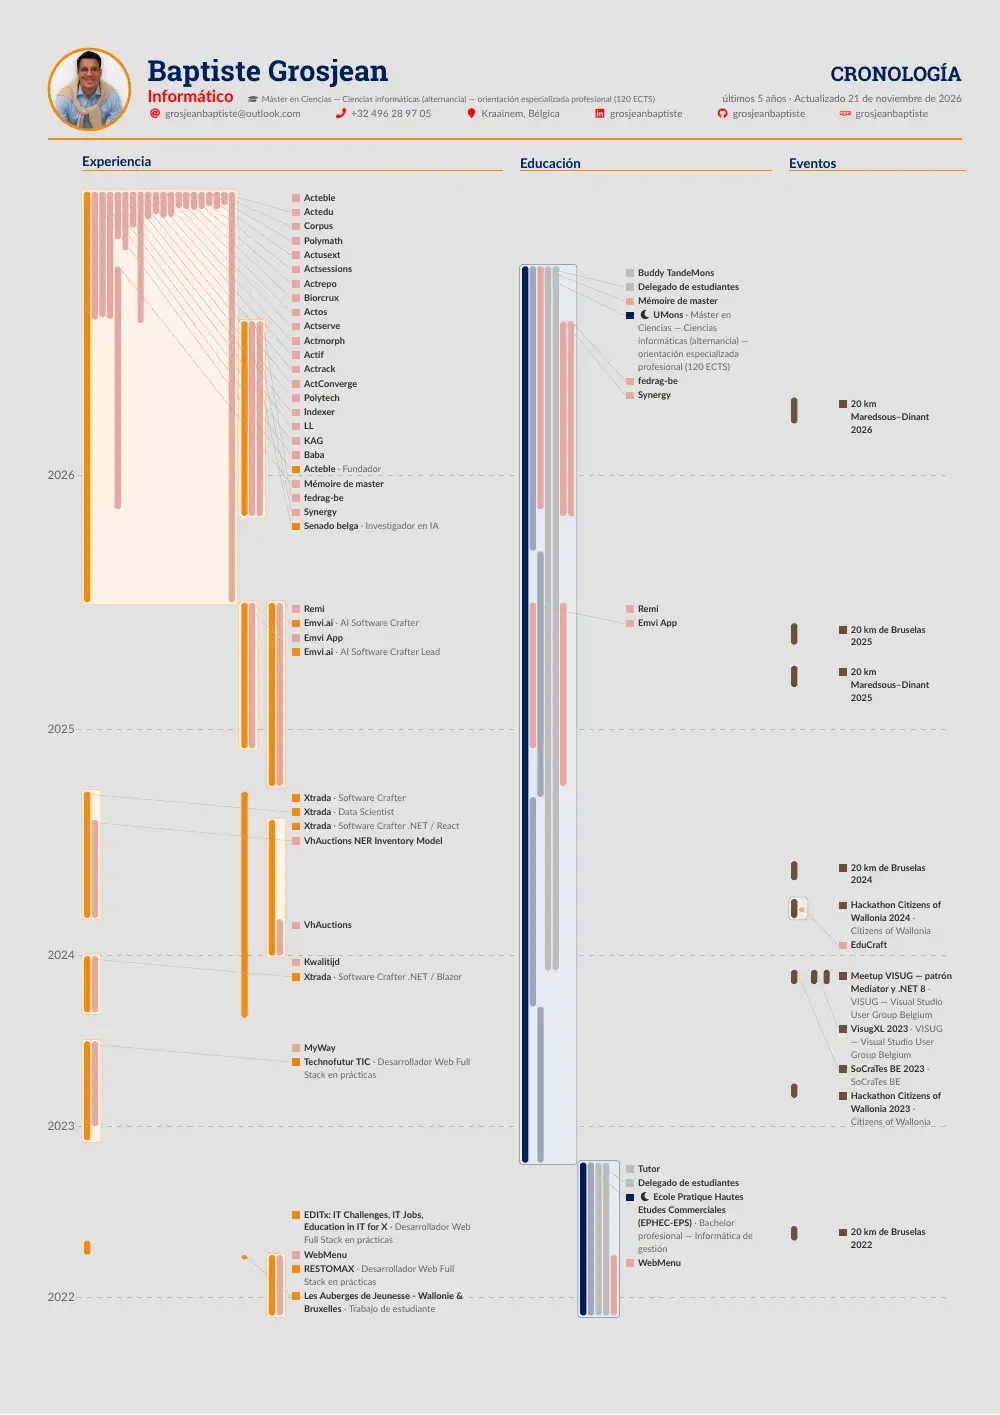 Baptiste Grosjean
CRONOLOGÍA
Informático
Máster en Ciencias — Ciencias informáticas (alternancia) — orientación especializada profesional (120 ECTS)
últimos 5 años · Actualizado 21 de noviembre de 2026
grosjeanbaptiste@outlook.com
+32 496 28 97 05
Kraainem, Bélgica
grosjeanbaptiste
grosjeanbaptiste
grosjeanbaptiste
Experiencia
Acteble
Actedu
Corpus
Polymath
Actusext
Actsessions
Actrepo
Biorcrux
Actos
Actserve
Actmorph
Actif
Actrack
ActConverge
Polytech
Indexer
LL
KAG
Baba
Acteble · Fundador
2026
Mémoire de master
fedrag-be
Synergy
Senado belga · Investigador en IA
Remi
Emvi.ai · AI Software Crafter
Emvi App
Emvi.ai · AI Software Crafter Lead
2025
Xtrada · Software Crafter
Xtrada · Data Scientist
Xtrada · Software Crafter .NET / React
VhAuctions NER Inventory Model
VhAuctions
2024
Kwalitijd
Xtrada · Software Crafter .NET / Blazor
MyWay
Technofutur TIC · Desarrollador Web Full
Stack en prácticas
2023
EDITx: IT Challenges, IT Jobs,
Education in IT for X · Desarrollador Web
Full Stack en prácticas
WebMenu
RESTOMAX · Desarrollador Web Full
Stack en prácticas
2022
Les Auberges de Jeunesse - Wallonie &
Bruxelles · Trabajo de estudiante
Educación
Buddy TandeMons
Delegado de estudiantes
Mémoire de master
UMons · Máster en
Ciencias — Ciencias
informáticas (alternancia) —
orientación especializada
profesional (120 ECTS)
fedrag-be
Synergy
Remi
Emvi App
Tutor
Delegado de estudiantes
Ecole Pratique Hautes
Etudes Commerciales
(EPHEC-EPS) · Bachelor
profesional — Informática de
gestión
WebMenu
Eventos
20 km
Maredsous–Dinant
2026
20 km de Bruselas
2025
20 km
Maredsous–Dinant
2025
20 km de Bruselas
2024
Hackathon Citizens of
Wallonia 2024 ·
Citizens of Wallonia
EduCraft
Meetup VISUG — patrón
Mediator y .NET 8 ·
VISUG — Visual Studio
User Group Belgium
VisugXL 2023 · VISUG
— Visual Studio User
Group Belgium
SoCraTes BE 2023 ·
SoCraTes BE
Hackathon Citizens of
Wallonia 2023 ·
Citizens of Wallonia
20 km de Bruselas
2022